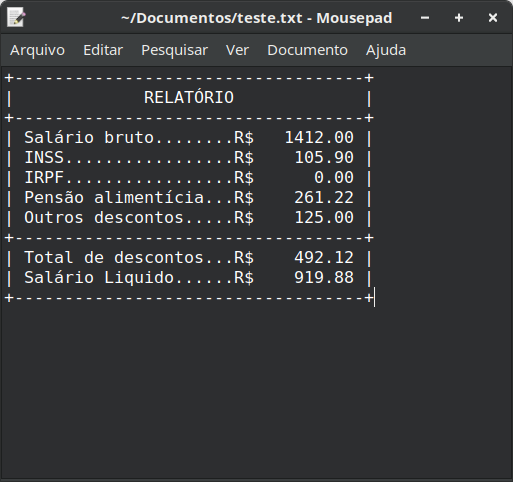 ~/Documentos/teste.txt - Mousepad
Arquivo Editar Pesquisar Ver Documento Ajuda
+-----------------------------------+
|             RELATÓRIO             |
+-----------------------------------+
| Salário bruto........R$   1412.00 |
| INSS.................R$    105.90 |
| IRPF.................R$      0.00 |
| Pensão alimentícia...R$    261.22 |
| Outros descontos.....R$    125.00 |
+-----------------------------------+
| Total de descontos...R$    492.12 |
| Salário Liquido......R$    919.88 |
+-----------------------------------+